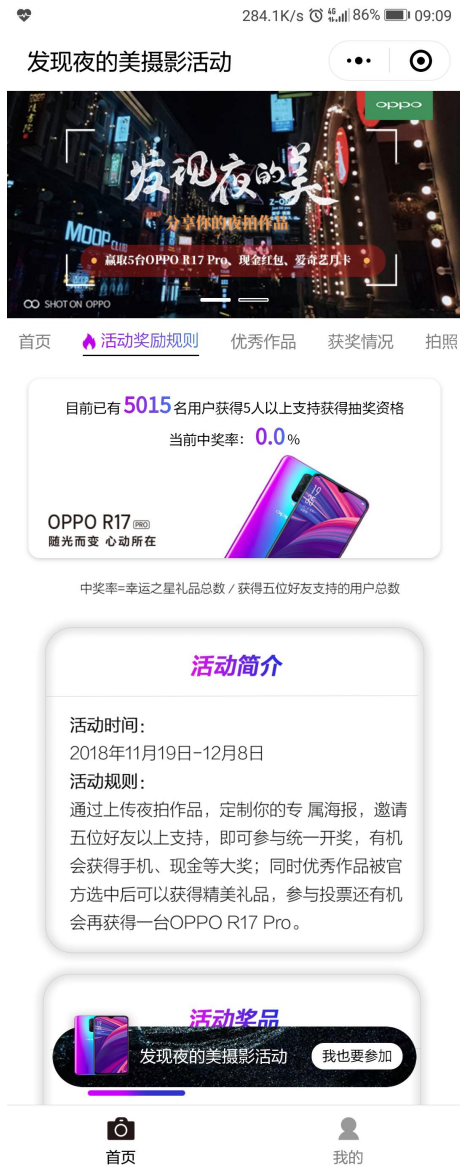 284.1K/s 4G 86% 09:09
发现夜的美摄影活动
oppo
发现夜的美
分享你的夜拍作品
MOOP CLUB
赢取5台OPPO R17 Pro、现金红包、爱奇艺月卡
SHOT ON OPPO
首页 活动奖励规则 优秀作品 获奖情况 拍照
目前已有5015名用户获得5人以上支持获得抽奖资格
当前中奖率：0.0%
OPPO R17 PRO
随光而变 心动所在
中奖率=幸运之星礼品总数 / 获得五位好友支持的用户总数
活动简介
活动时间：
2018年11月19日-12月8日
活动规则：
通过上传夜拍作品，定制你的专 属海报，邀请
五位好友以上支持，即可参与统一开奖，有机
会获得手机、现金等大奖；同时优秀作品被官
方选中后可以获得精美礼品，参与投票还有机
会再获得一台OPPO R17 Pro。
活动奖品
发现夜的美摄影活动 我也要参加
首页 我的